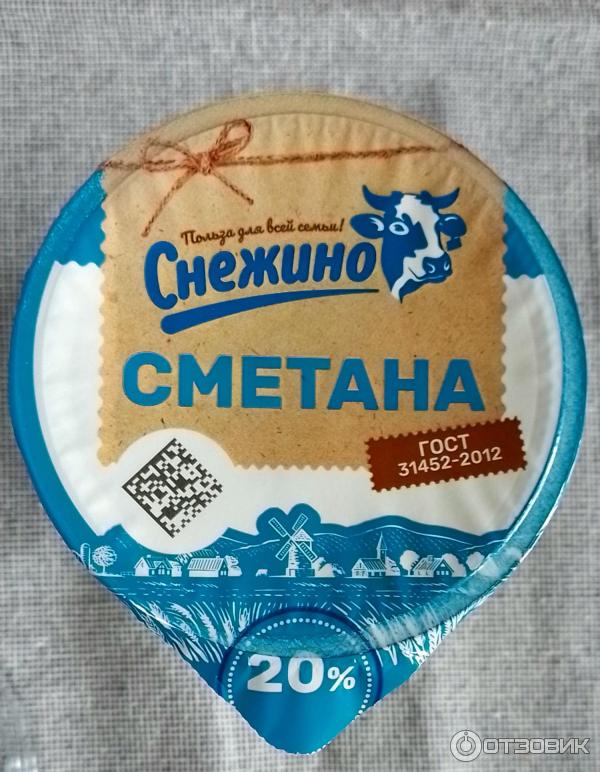 Польза для всей семьи!
Снежино
СМЕТАНА
ГОСТ
31452-2012
20%
ОТЗОВИК